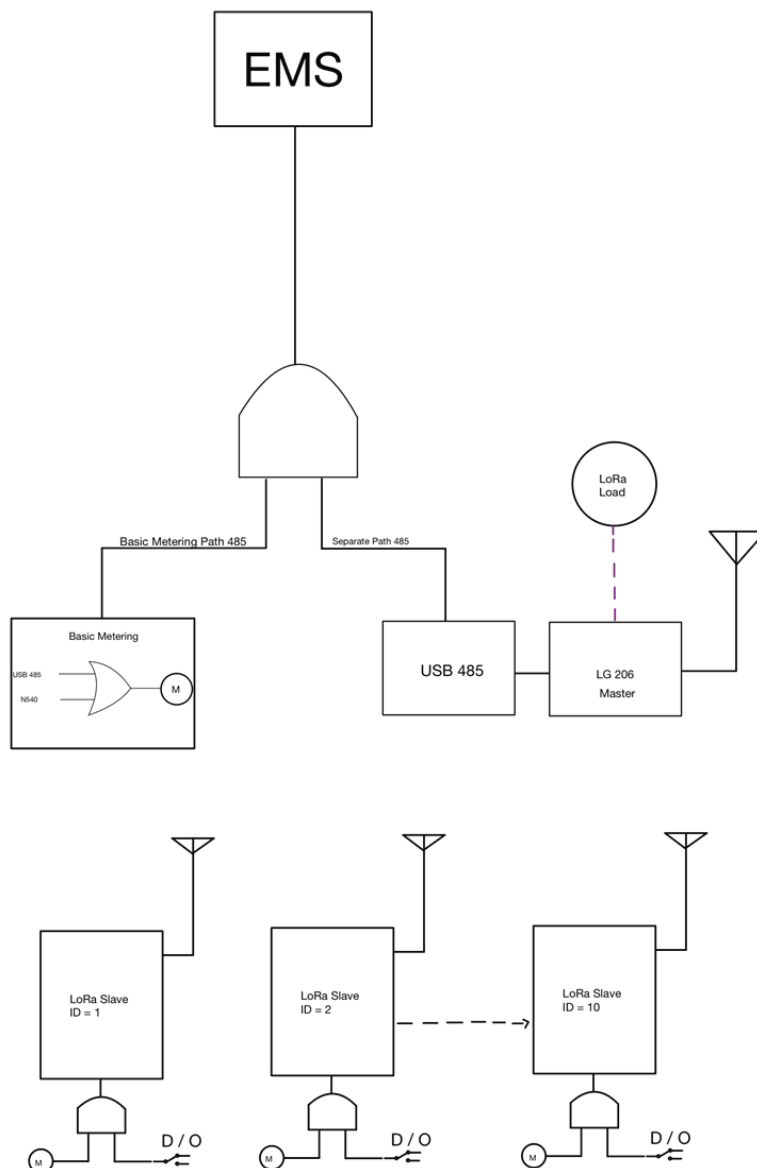 EMS
LoRa
Load
Basic Metering Path 485
Separate Path 485
Basic Metering
USB 485
N540
M
USB 485
LG 206
Master
LoRa Slave
ID = 1
LoRa Slave
ID = 2
LoRa Slave
ID = 10
M
D / O
M
D / O
M
D / O